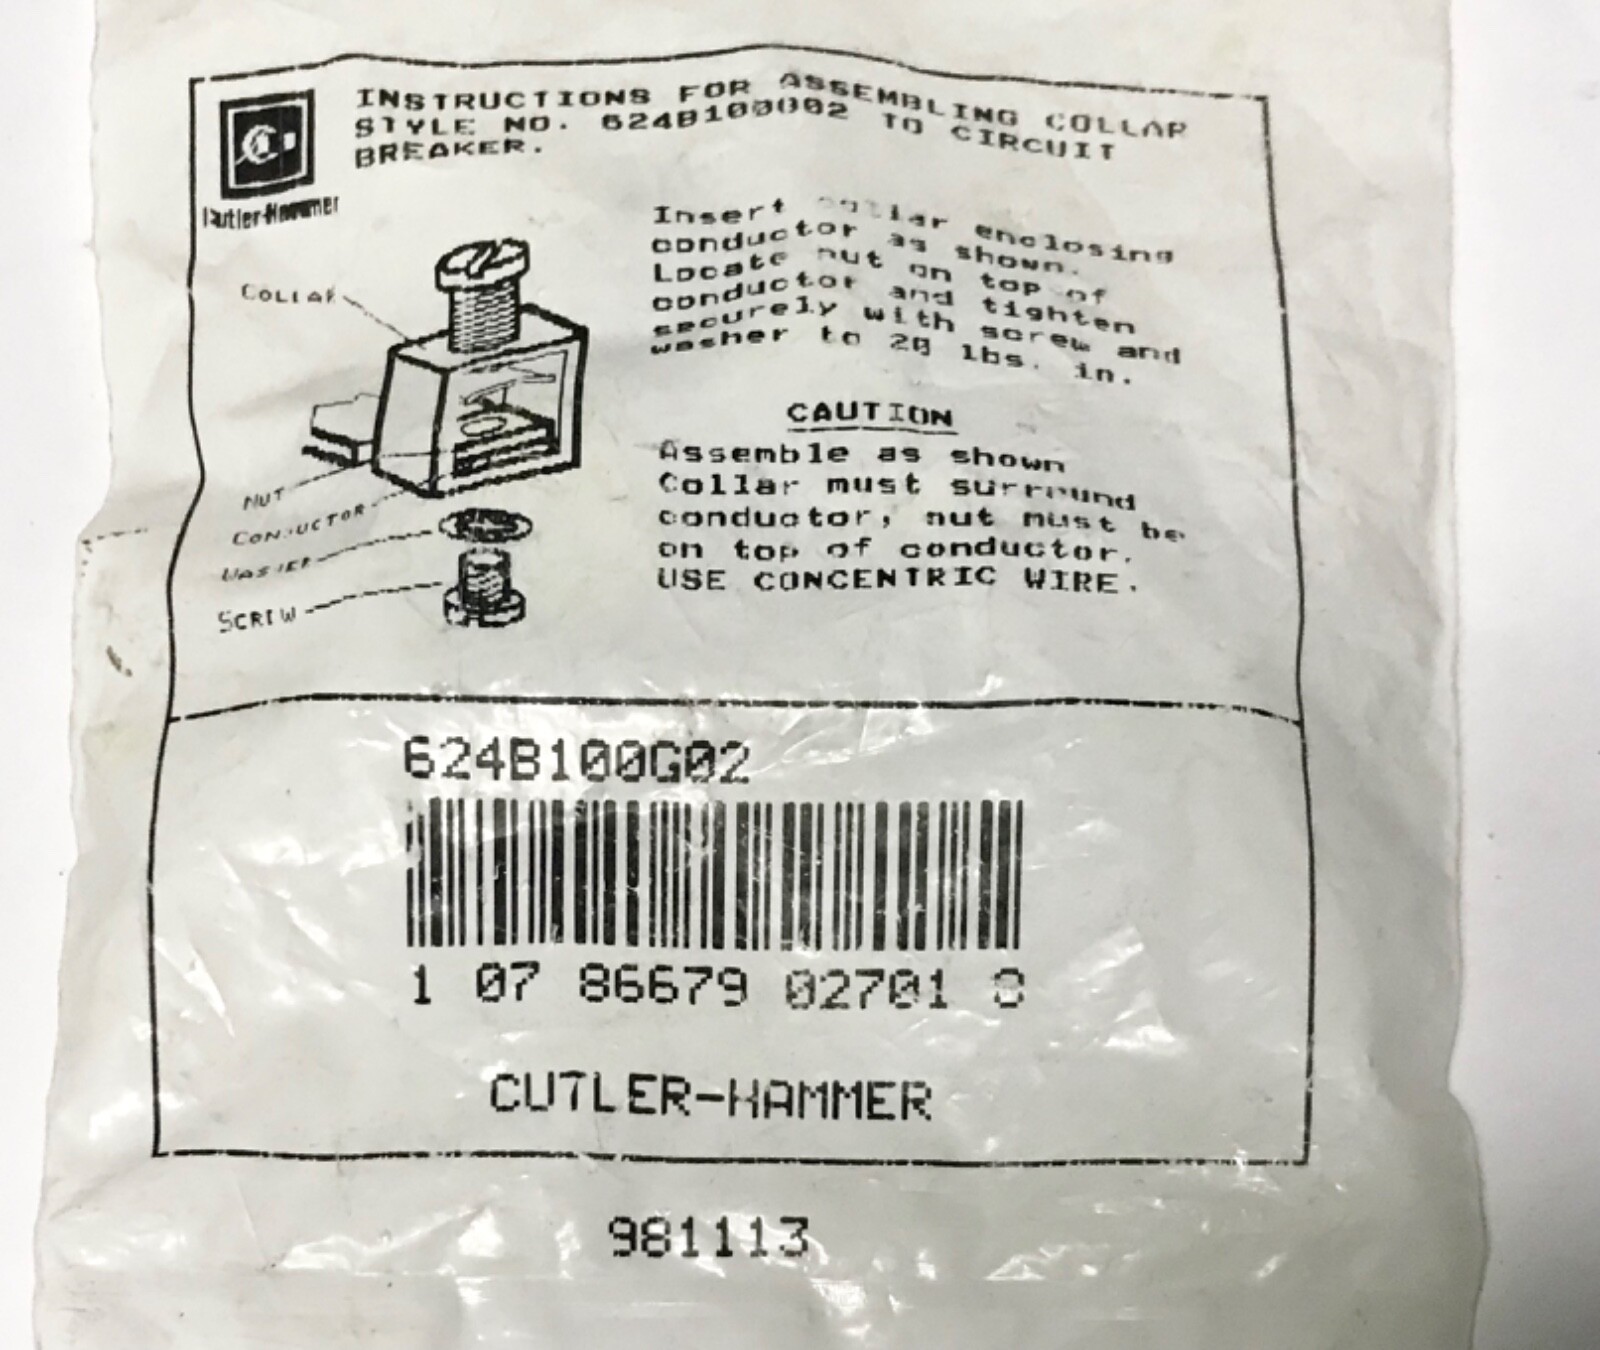 INSTRUCTIONS FOR ASSEMBLING COLLAR
STYLE NO. 624B100G02 TO CIRCUIT
BREAKER.
Cutler-Hammer
Insert collar enclosing
conductor as shown.
Locate nut on top of
conductor and tighten
securely with screw and
washer to 20 lbs. in.
COLLAR
NUT
CONDUCTOR
WASHER
SCREW
CAUTION
Assemble as shown
Collar must surround
conductor, nut must be
on top of conductor.
USE CONCENTRIC WIRE.
624B100G02
1 07 86679 02701 8
CUTLER-HAMMER
981113